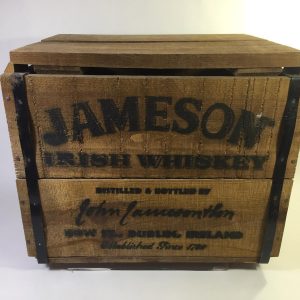 JAMESON
IRISH WHISKEY
DISTILLED & BOTTLED BY
John Jameson & Son
BOW ST. DUBLIN, IRELAND
Established Since 1780